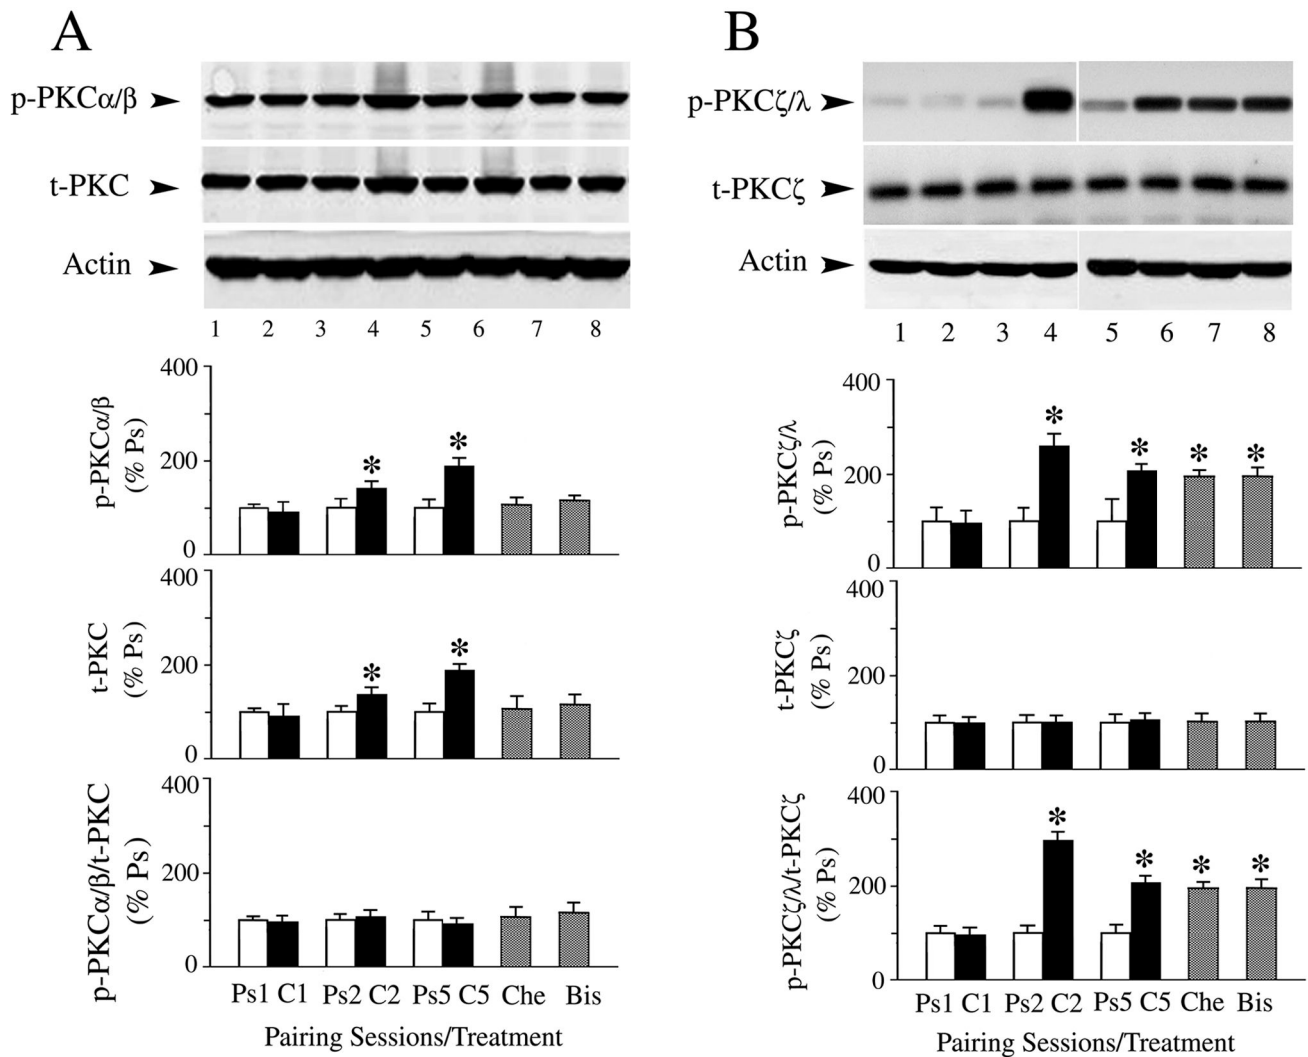 A
p-PKCα/β
t-PKC
Actin
1 2 3 4 5 6 7 8
p-PKCα/β
(% Ps)
400
200
0
* *
t-PKC
(% Ps)
400
200
0
* *
p-PKCα/β/t-PKC
(% Ps)
400
200
0
Ps1 C1 Ps2 C2 Ps5 C5 Che Bis
Pairing Sessions/Treatment
B
p-PKCζ/λ
t-PKCζ
Actin
1 2 3 4 5 6 7 8
p-PKCζ/λ
(% Ps)
400
200
0
* * * *
t-PKCζ
(% Ps)
400
200
0
p-PKCζ/λ/t-PKCζ
(% Ps)
400
200
0
* * * *
Ps1 C1 Ps2 C2 Ps5 C5 Che Bis
Pairing Sessions/Treatment